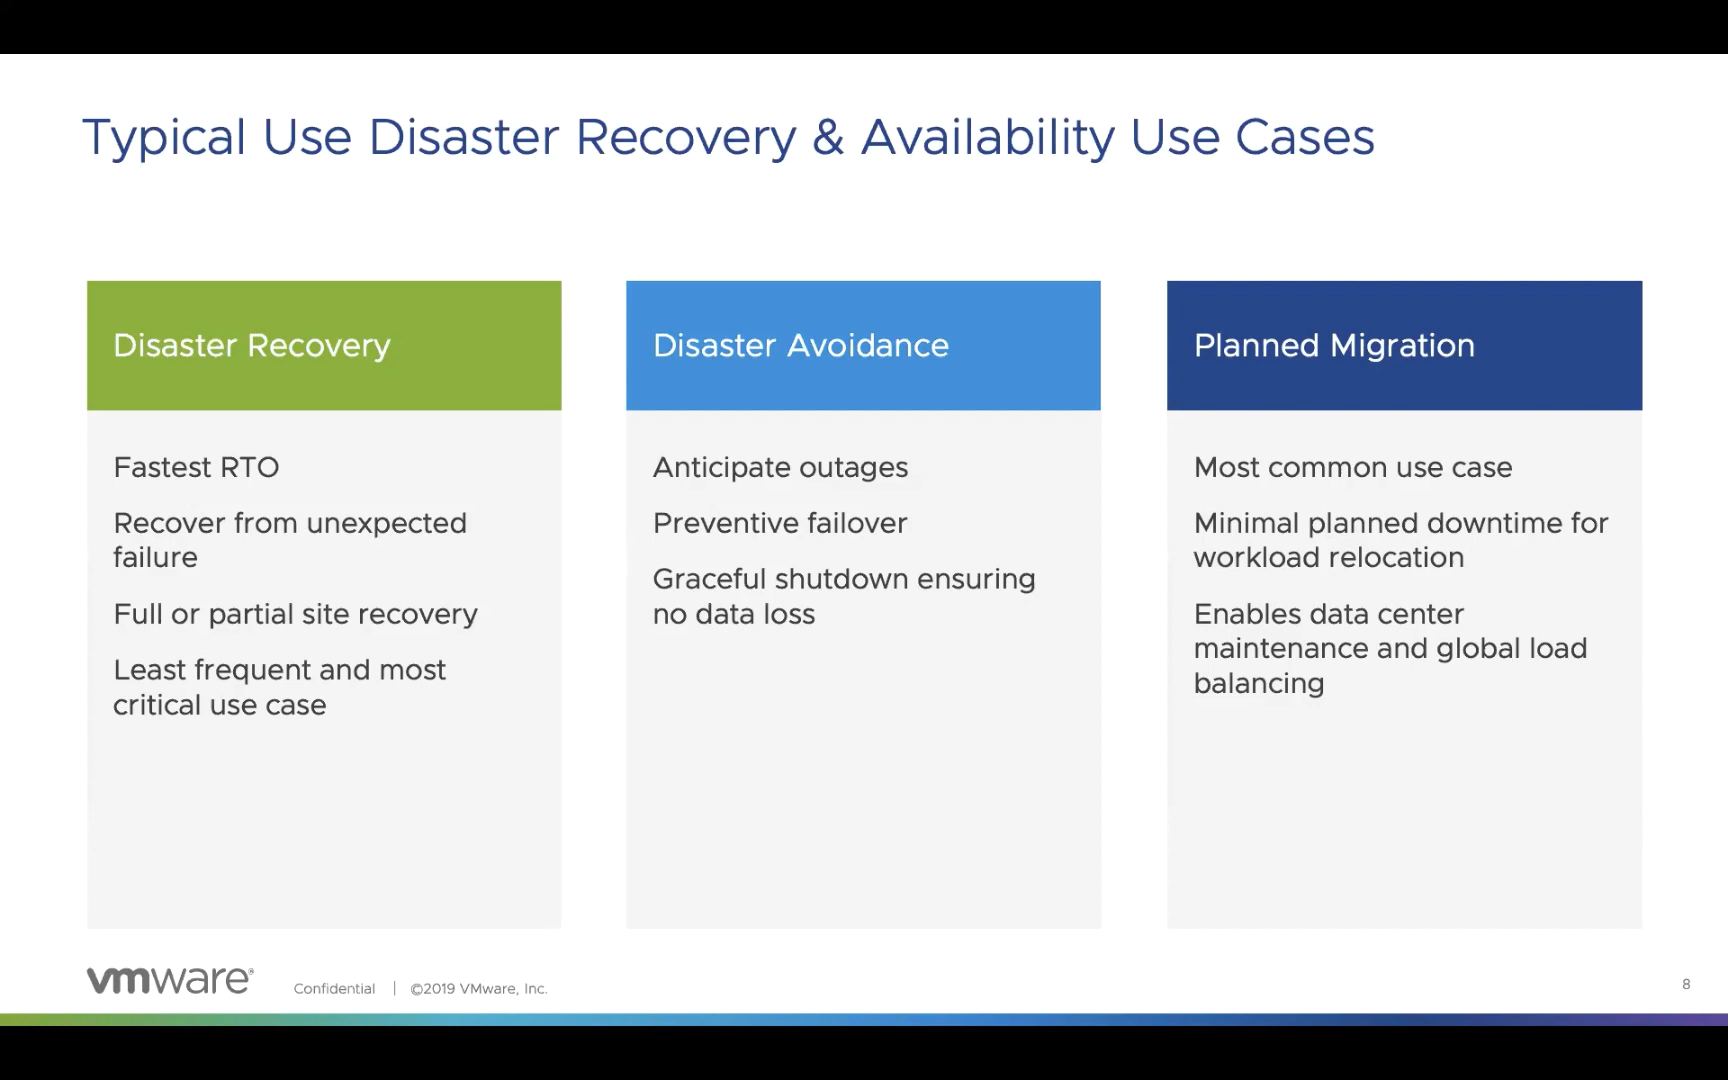 Typical Use Disaster Recovery & Availability Use Cases
Disaster Recovery
Fastest RTO
Recover from unexpected
failure
Full or partial site recovery
Least frequent and most
critical use case
Disaster Avoidance
Anticipate outages
Preventive failover
Graceful shutdown ensuring
no data loss
Planned Migration
Most common use case
Minimal planned downtime for
workload relocation
Enables data center
maintenance and global load
balancing
vmware®
Confidential | ©2019 VMware, Inc.
8